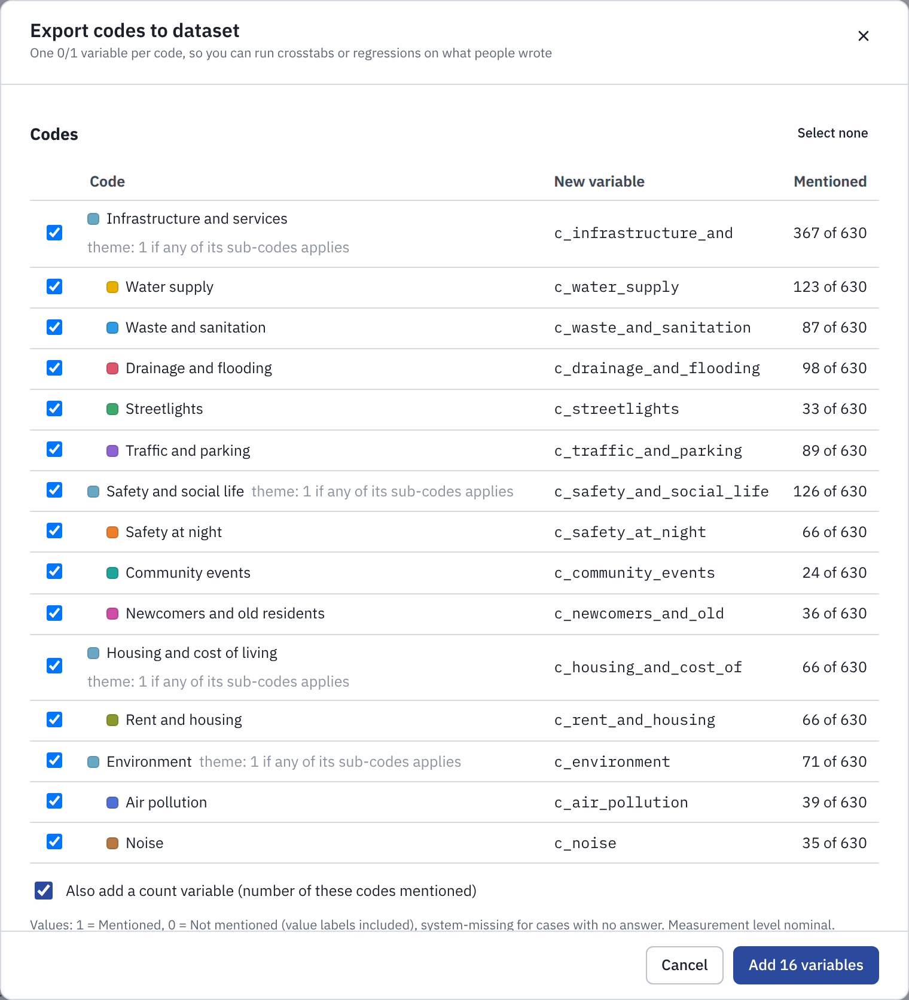 Export codes to dataset
One 0/1 variable per code, so you can run crosstabs or regressions on what people wrote
Codes
Select none
Code New variable Mentioned
Infrastructure and services
theme: 1 if any of its sub-codes applies
c_infrastructure_and 367 of 630
Water supply c_water_supply 123 of 630
Waste and sanitation c_waste_and_sanitation 87 of 630
Drainage and flooding c_drainage_and_flooding 98 of 630
Streetlights c_streetlights 33 of 630
Traffic and parking c_traffic_and_parking 89 of 630
Safety and social life theme: 1 if any of its sub-codes applies c_safety_and_social_life 126 of 630
Safety at night c_safety_at_night 66 of 630
Community events c_community_events 24 of 630
Newcomers and old residents c_newcomers_and_old 36 of 630
Housing and cost of living
theme: 1 if any of its sub-codes applies
c_housing_and_cost_of 66 of 630
Rent and housing c_rent_and_housing 66 of 630
Environment theme: 1 if any of its sub-codes applies c_environment 71 of 630
Air pollution c_air_pollution 39 of 630
Noise c_noise 35 of 630
Also add a count variable (number of these codes mentioned)
Values: 1 = Mentioned, 0 = Not mentioned (value labels included), system-missing for cases with no answer. Measurement level nominal.
Cancel
Add 16 variables